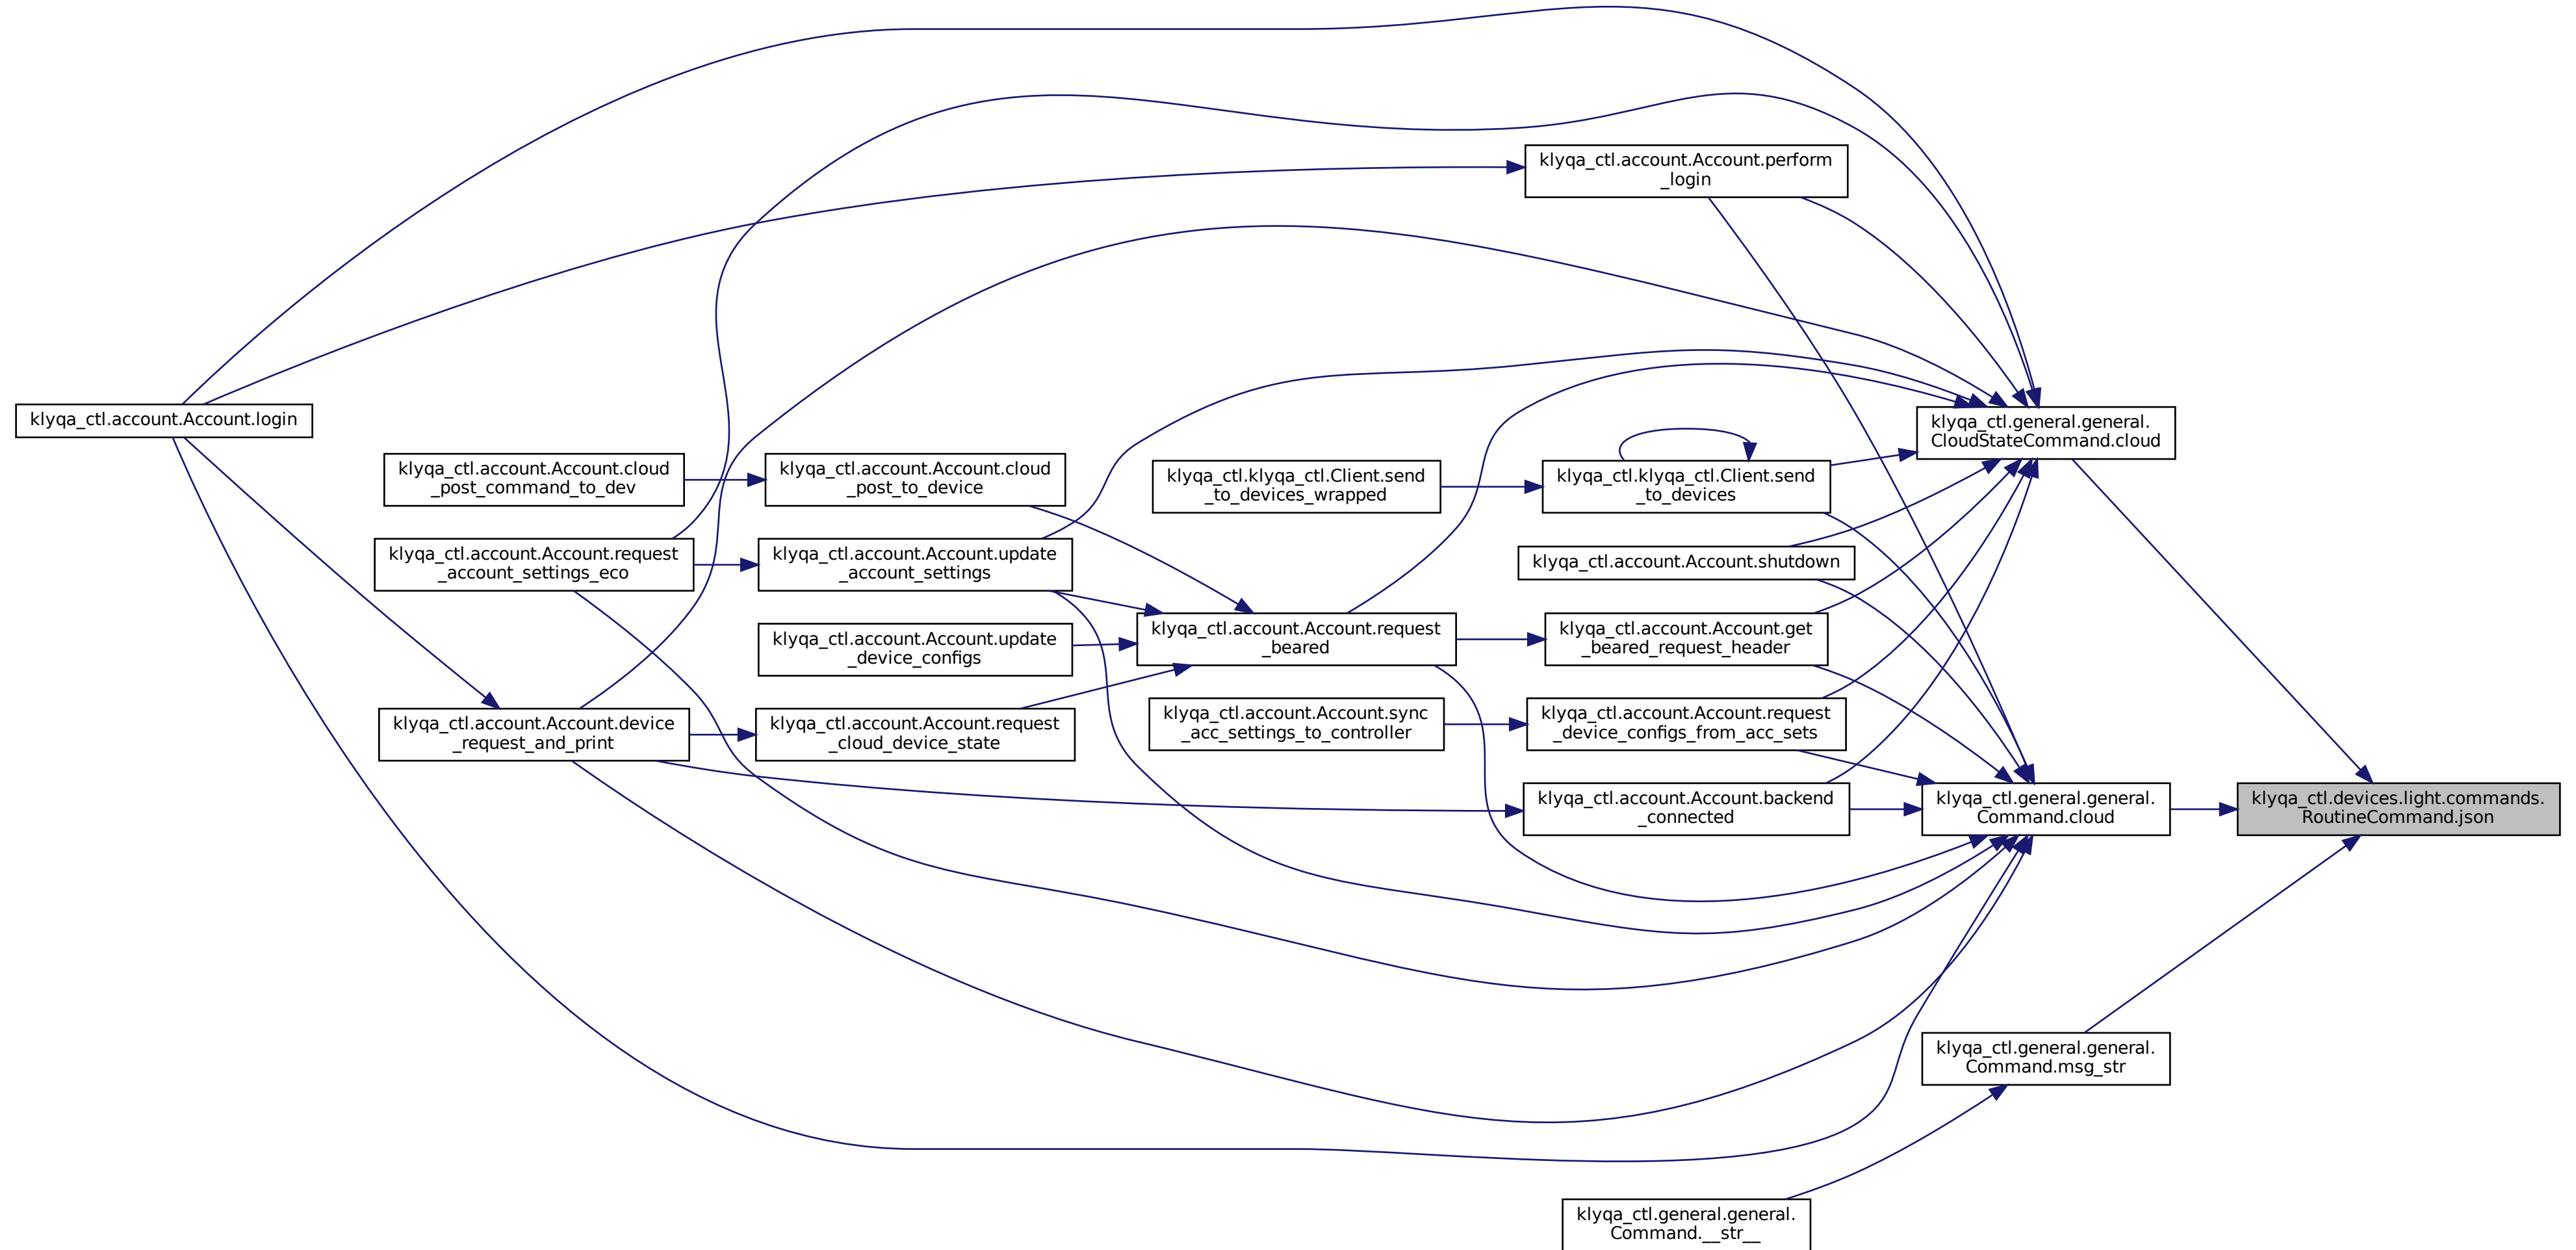 klyqa_ctl.account.Account.perform
_login
klyqa_ctl.account.Account.login
klyqa_ctl.general.general.
CloudStateCommand.cloud
klyqa_ctl.account.Account.cloud
_post_command_to_dev
klyqa_ctl.account.Account.cloud
_post_to_device
klyqa_ctl.klyqa_ctl.Client.send
_to_devices_wrapped
klyqa_ctl.klyqa_ctl.Client.send
_to_devices
klyqa_ctl.account.Account.request
_account_settings_eco
klyqa_ctl.account.Account.update
_account_settings
klyqa_ctl.account.Account.shutdown
klyqa_ctl.account.Account.update
_device_configs
klyqa_ctl.account.Account.request
_beared
klyqa_ctl.account.Account.get
_beared_request_header
klyqa_ctl.account.Account.device
_request_and_print
klyqa_ctl.account.Account.request
_cloud_device_state
klyqa_ctl.account.Account.sync
_acc_settings_to_controller
klyqa_ctl.account.Account.request
_device_configs_from_acc_sets
klyqa_ctl.account.Account.backend
_connected
klyqa_ctl.general.general.
Command.cloud
klyqa_ctl.devices.light.commands.
RoutineCommand.json
klyqa_ctl.general.general.
Command.msg_str
klyqa_ctl.general.general.
Command.__str__